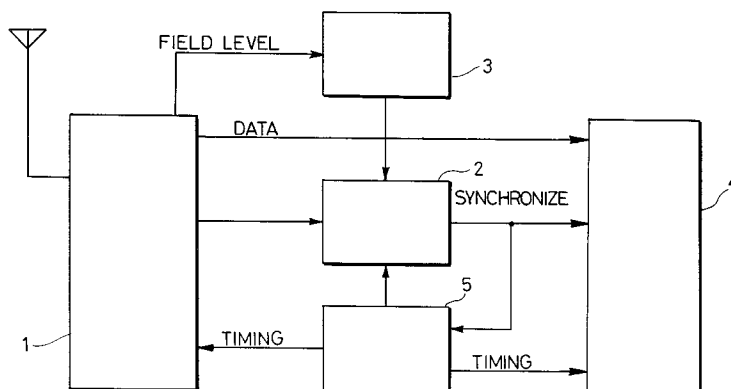 FIELD LEVEL
3
DATA
2
SYNCHRONIZE
4
5
1
TIMING
TIMING